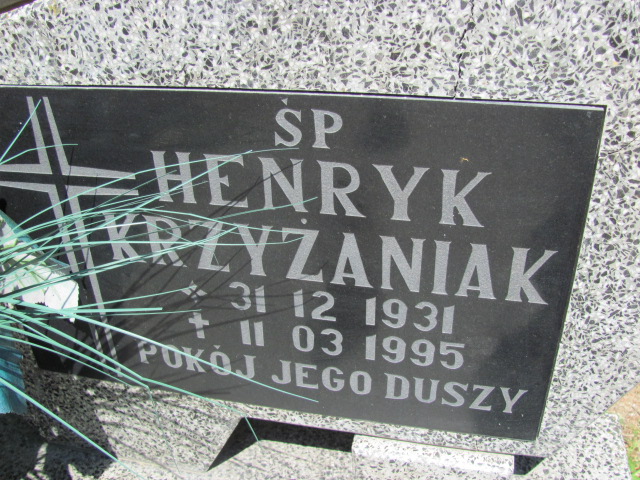 ŚP
HENRYK
KRZYŻANIAK
* 31 12 1931
+ 11 03 1995
POKÓJ JEGO DUSZY